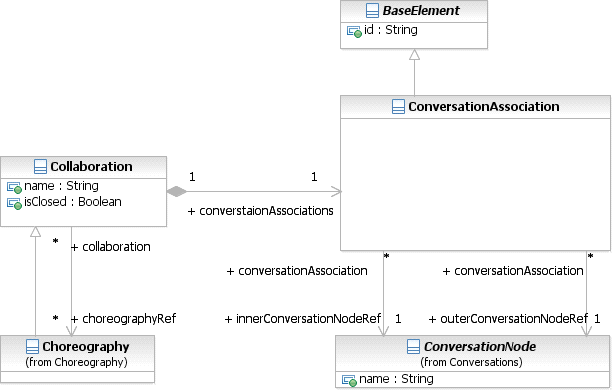 BaseElement
id : String
ConversationAssociation
Collaboration
name : String
isClosed : Boolean
1
1
+ converstaionAssociations
*
+ collaboration
*
+ choreographyRef
*
+ conversationAssociation
*
+ conversationAssociation
+ innerConversationNodeRef
1
+ outerConversationNodeRef
1
Choreography
(from Choreography)
ConversationNode
(from Conversations)
name : String